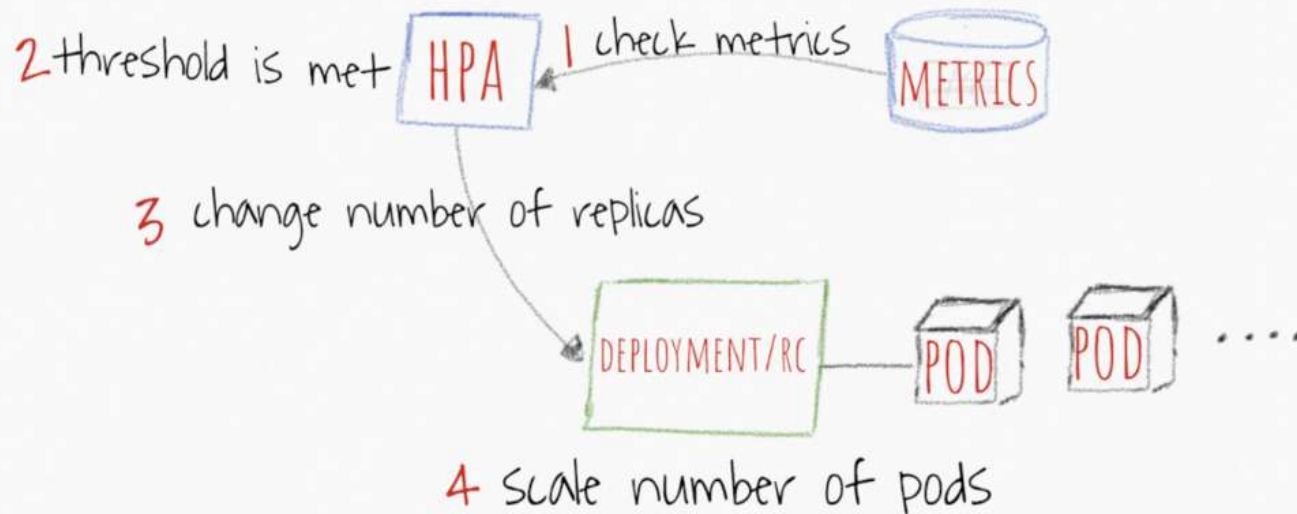 1 check metrics
METRICS
2 threshold is met
HPA
3 change number of replicas
DEPLOYMENT/RC
POD
POD
....
4 scale number of pods